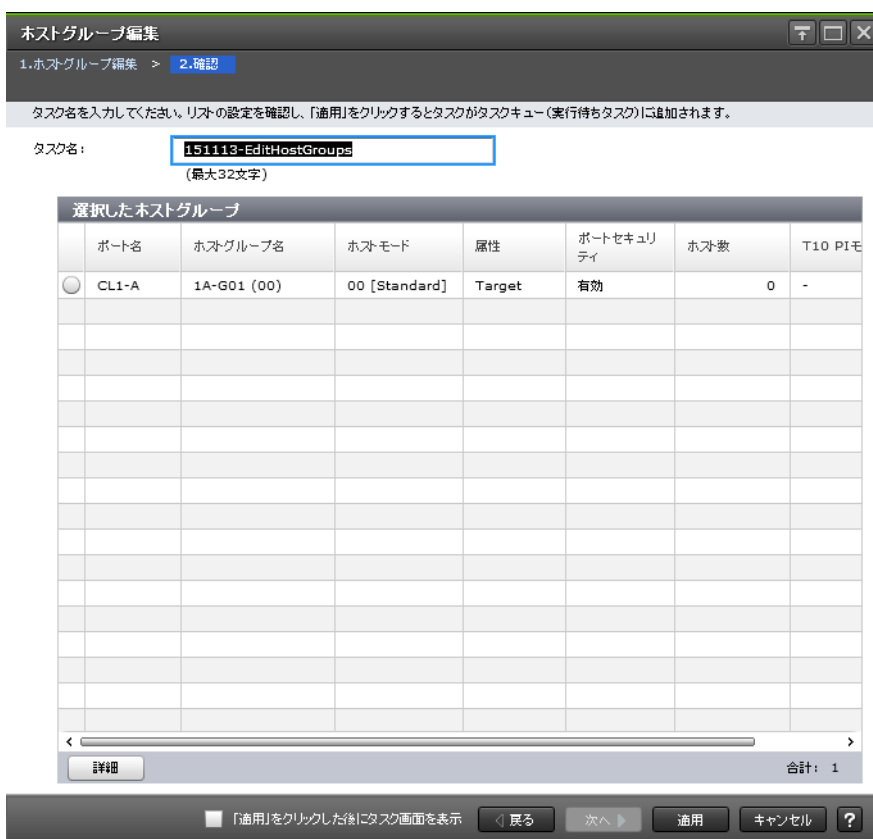 ホストグループ編集
1.ホストグループ編集 > 2.確認
タスク名を入力してください。リストの設定を確認し、「適用」をクリックするとタスクがタスクキュー(実行待ちタスク)に追加されます。
タスク名: 151113-EditHostGroups
(最大32文字)
選択したホストグループ
ポート名 ホストグループ名 ホストモード 属性 ポートセキュリティ ホスト数 T10 PIモ
CL1-A 1A-G01 (00) 00 [Standard] Target 有効 0 -
詳細 合計: 1
「適用」をクリックした後にタスク画面を表示 戻る 次へ 適用 キャンセル ?